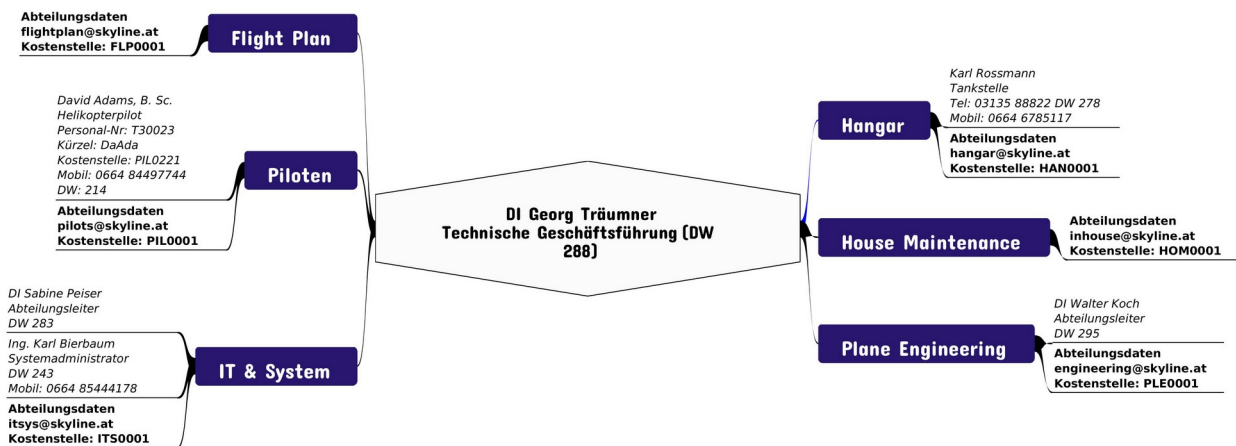 Abteilungsdaten
flightplan@skyline.at
Kostenstelle: FLP0001
Flight Plan
David Adams, B. Sc.
Helikopterpilot
Personal-Nr: T30023
Kürzel: DaAda
Kostenstelle: PIL0221
Mobil: 0664 84497744
DW: 214
Abteilungsdaten
pilots@skyline.at
Kostenstelle: PIL0001
Piloten
DI Sabine Peiser
Abteilungsleiter
DW 283
Ing. Karl Bierbaum
Systemadministrator
DW 243
Mobil: 0664 85444178
Abteilungsdaten
itsys@skyline.at
Kostenstelle: ITS0001
IT & System
DI Georg Träumner
Technische Geschäftsführung (DW
288)
Hangar
Karl Rossmann
Tankstelle
Tel: 03135 88822 DW 278
Mobil: 0664 6785117
Abteilungsdaten
hangar@skyline.at
Kostenstelle: HAN0001
House Maintenance
Abteilungsdaten
inhouse@skyline.at
Kostenstelle: HOM0001
Plane Engineering
DI Walter Koch
Abteilungsleiter
DW 295
Abteilungsdaten
engineering@skyline.at
Kostenstelle: PLE0001